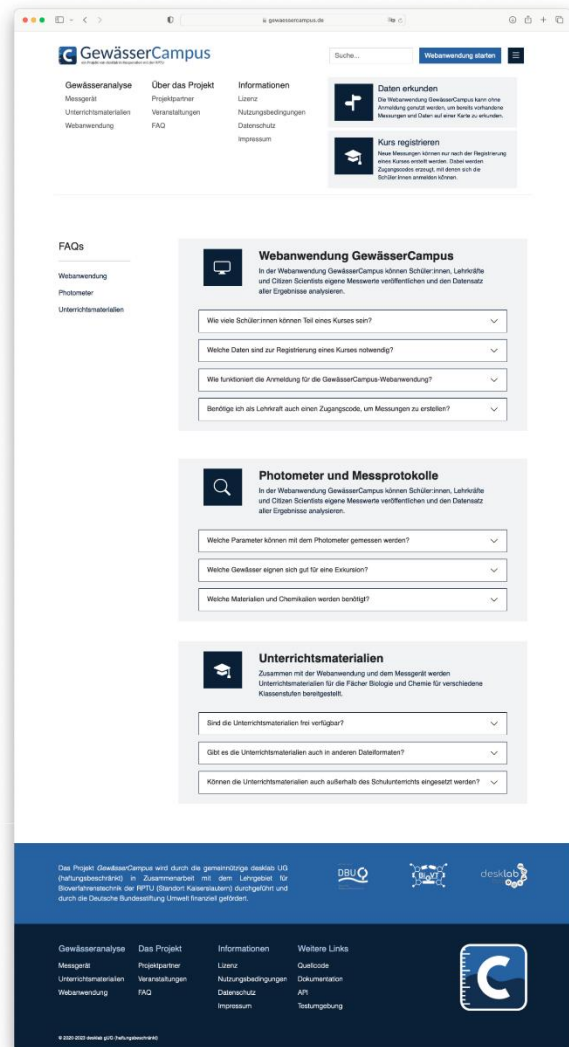 gewaessercampus.de
GewässerCampus
Suche...
Webanwendung starten
Gewässeranalyse
Messgerät
Unterrichtsmaterialien
Webanwendung
Über das Projekt
Projektpartner
Veranstaltungen
FAQ
Informationen
Lizenz
Nutzungsbedingungen
Datenschutz
Impressum
Daten erkunden
Die Webanwendung GewässerCampus kann ohne
Anmeldung genutzt werden, um bereits vorhandene
Messungen und Daten auf einer Karte zu erkunden.
Kurs registrieren
Neue Messungen können nur nach der Registrierung
eines Kurses erstellt werden. Dabei werden
Zugangscodes erzeugt, mit denen sich die
Schüler:innen anmelden können.
FAQs
Webanwendung
Photometer
Unterrichtsmaterialien
Webanwendung GewässerCampus
In der Webanwendung GewässerCampus können Schüler:innen, Lehrkräfte
und Citizen Scientists eigene Messwerte veröffentlichen und den Datensatz
aller Ergebnisse analysieren.
Wie viele Schüler:innen können Teil eines Kurses sein?
Welche Daten sind zur Registrierung eines Kurses notwendig?
Wie funktioniert die Anmeldung für die GewässerCampus-Webanwendung?
Benötige ich als Lehrkraft auch einen Zugangscode, um Messungen zu erstellen?
Photometer und Messprotokolle
In der Webanwendung GewässerCampus können Schüler:innen, Lehrkräfte
und Citizen Scientists eigene Messwerte veröffentlichen und den Datensatz
aller Ergebnisse analysieren.
Welche Parameter können mit dem Photometer gemessen werden?
Welche Gewässer eignen sich gut für eine Exkursion?
Welche Materialien und Chemikalien werden benötigt?
Unterrichtsmaterialien
Zusammen mit der Webanwendung und dem Messgerät werden
Unterrichtsmaterialien für die Fächer Biologie und Chemie für verschiedene
Klassenstufen bereitgestellt.
Sind die Unterrichtsmaterialien frei verfügbar?
Gibt es die Unterrichtsmaterialien auch in anderen Dateiformaten?
Können die Unterrichtsmaterialien auch außerhalb des Schulunterrichts eingesetzt werden?
Das Projekt GewässerCampus wird durch die gemeinnützige desklab UG
(haftungsbeschränkt) in Zusammenarbeit mit dem Lehrgebiet für
Bioverfahrenstechnik der RPTU (Standort Kaiserslautern) durchgeführt und
durch die Deutsche Bundesstiftung Umwelt finanziell gefördert.
DBU
BioVT
desklab
Gewässeranalyse
Messgerät
Unterrichtsmaterialien
Webanwendung
Das Projekt
Projektpartner
Veranstaltungen
FAQ
Informationen
Lizenz
Nutzungsbedingungen
Datenschutz
Impressum
Weitere Links
Quellcode
Dokumentation
API
Testumgebung
C
© 2020-2023 desklab gUG (haftungsbeschränkt)